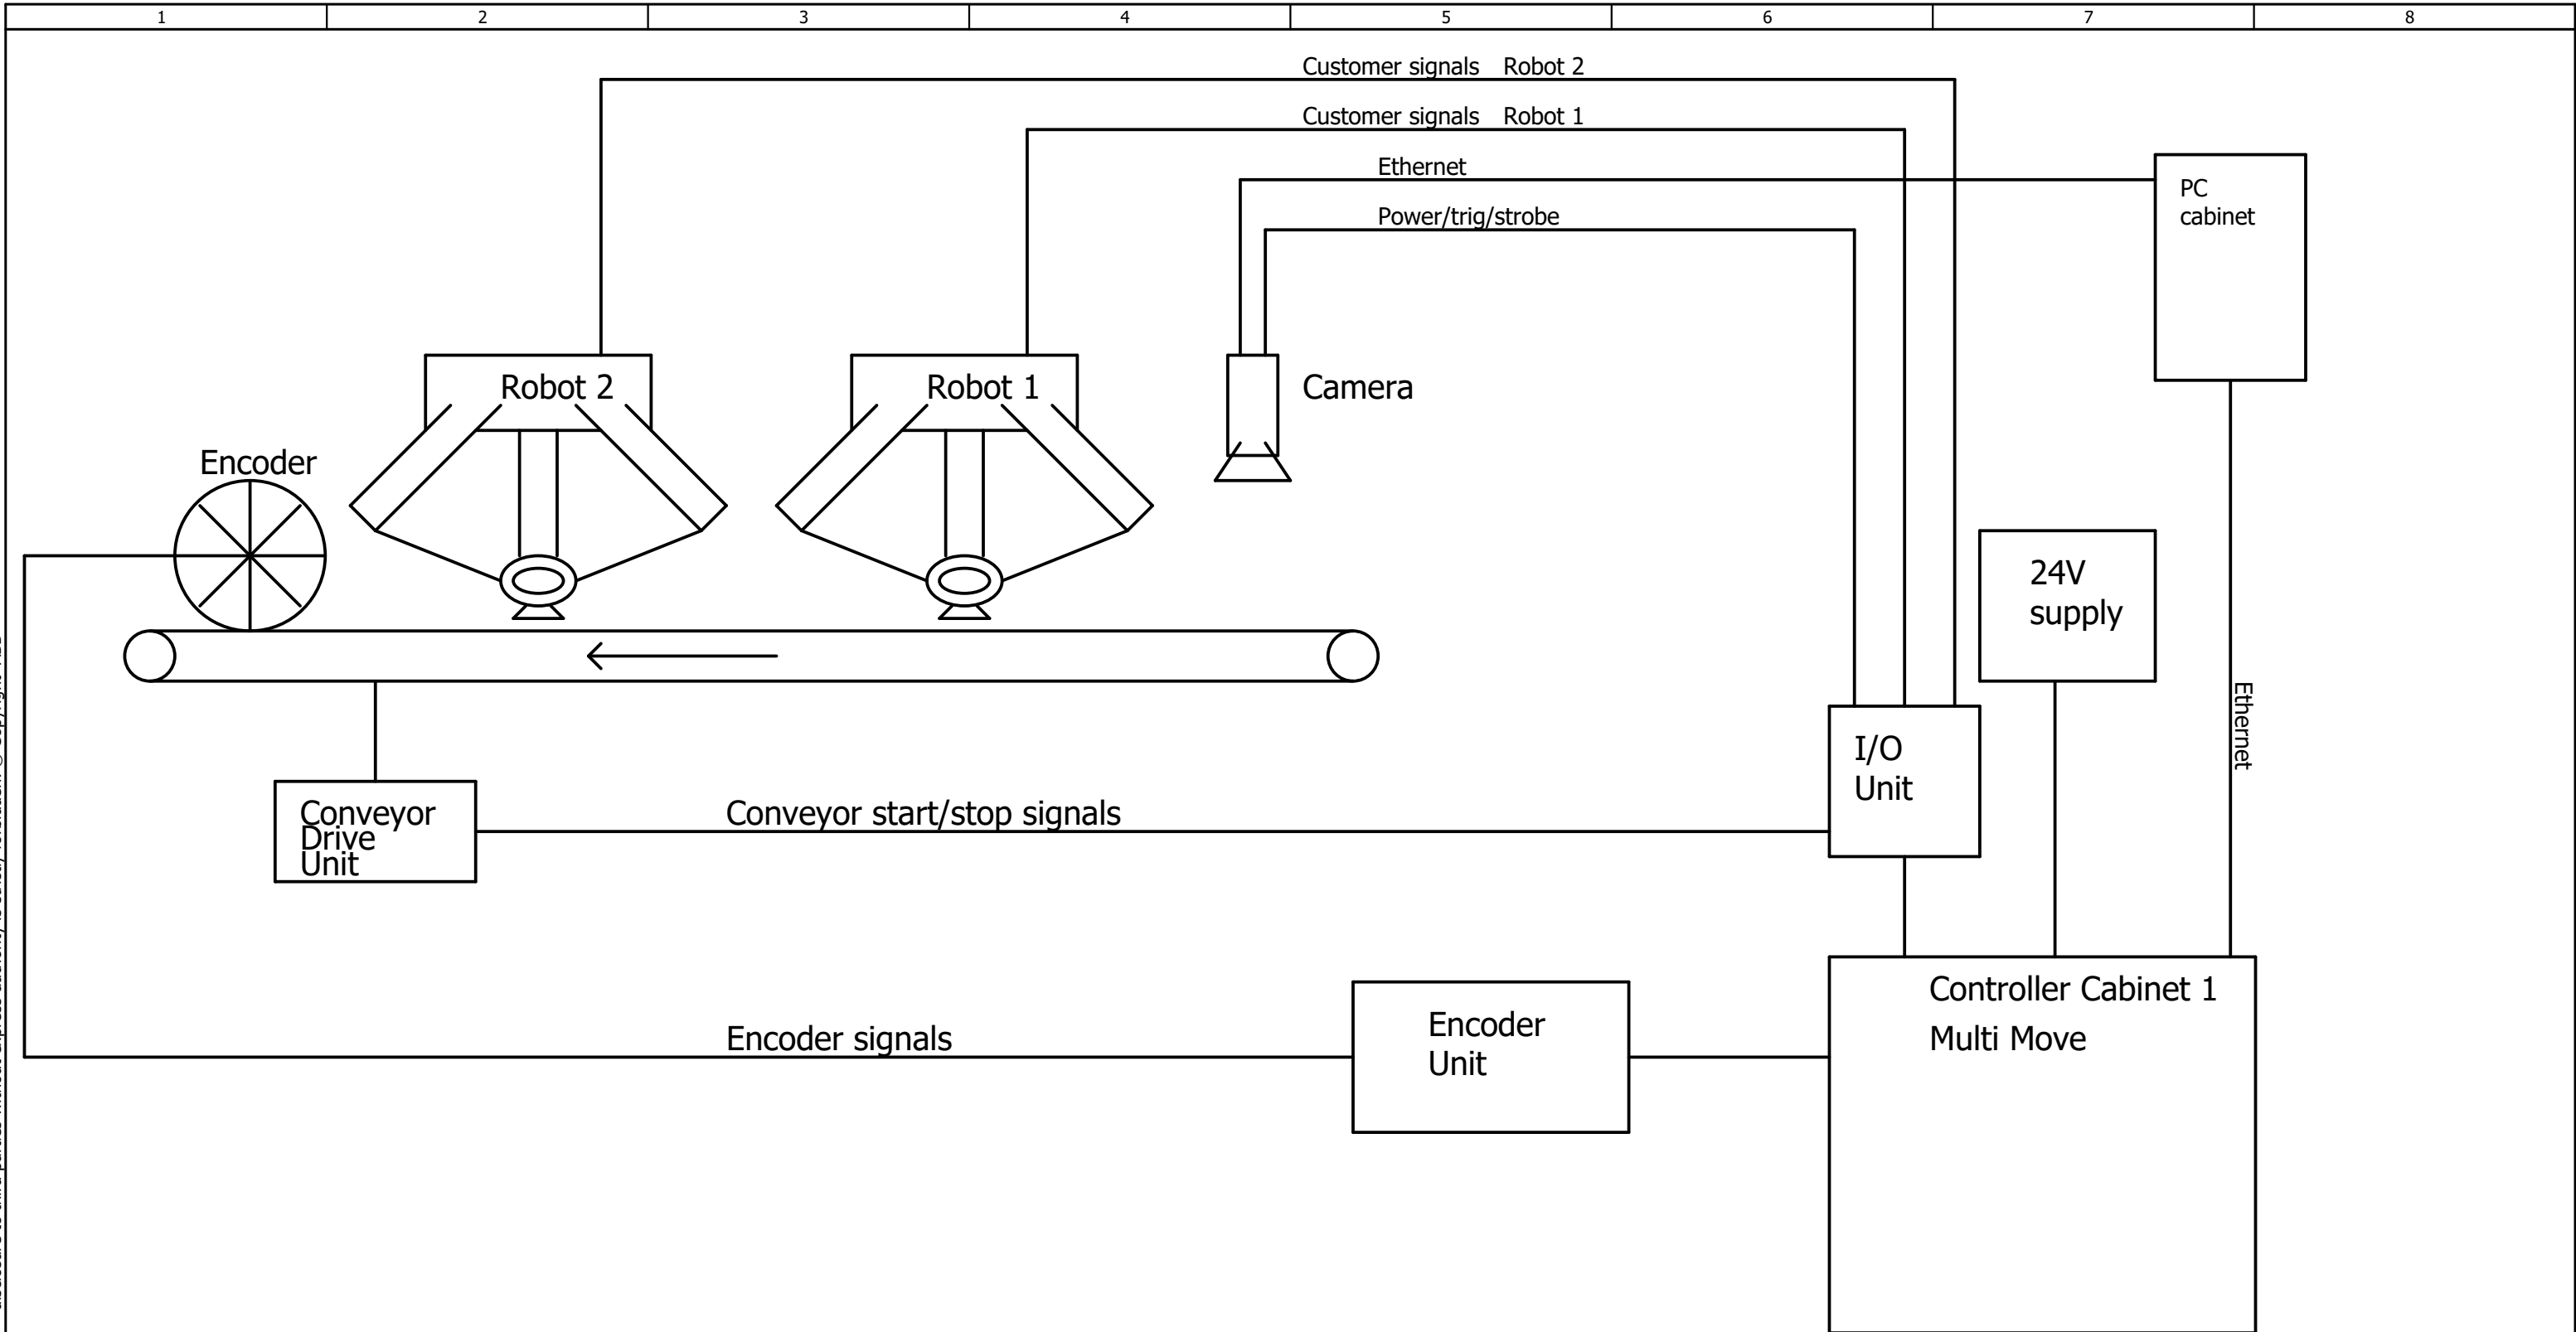 1 2 3 4 5 6 7 8
Customer signals Robot 2
Customer signals Robot 1
Ethernet
Power/trig/strobe
PC
cabinet
Robot 2
Robot 1
Camera
Encoder
24V
supply
I/O
Unit
Ethernet
Conveyor
Drive
Unit
Conveyor start/stop signals
Controller Cabinet 1
Multi Move
Encoder
Unit
Encoder signals